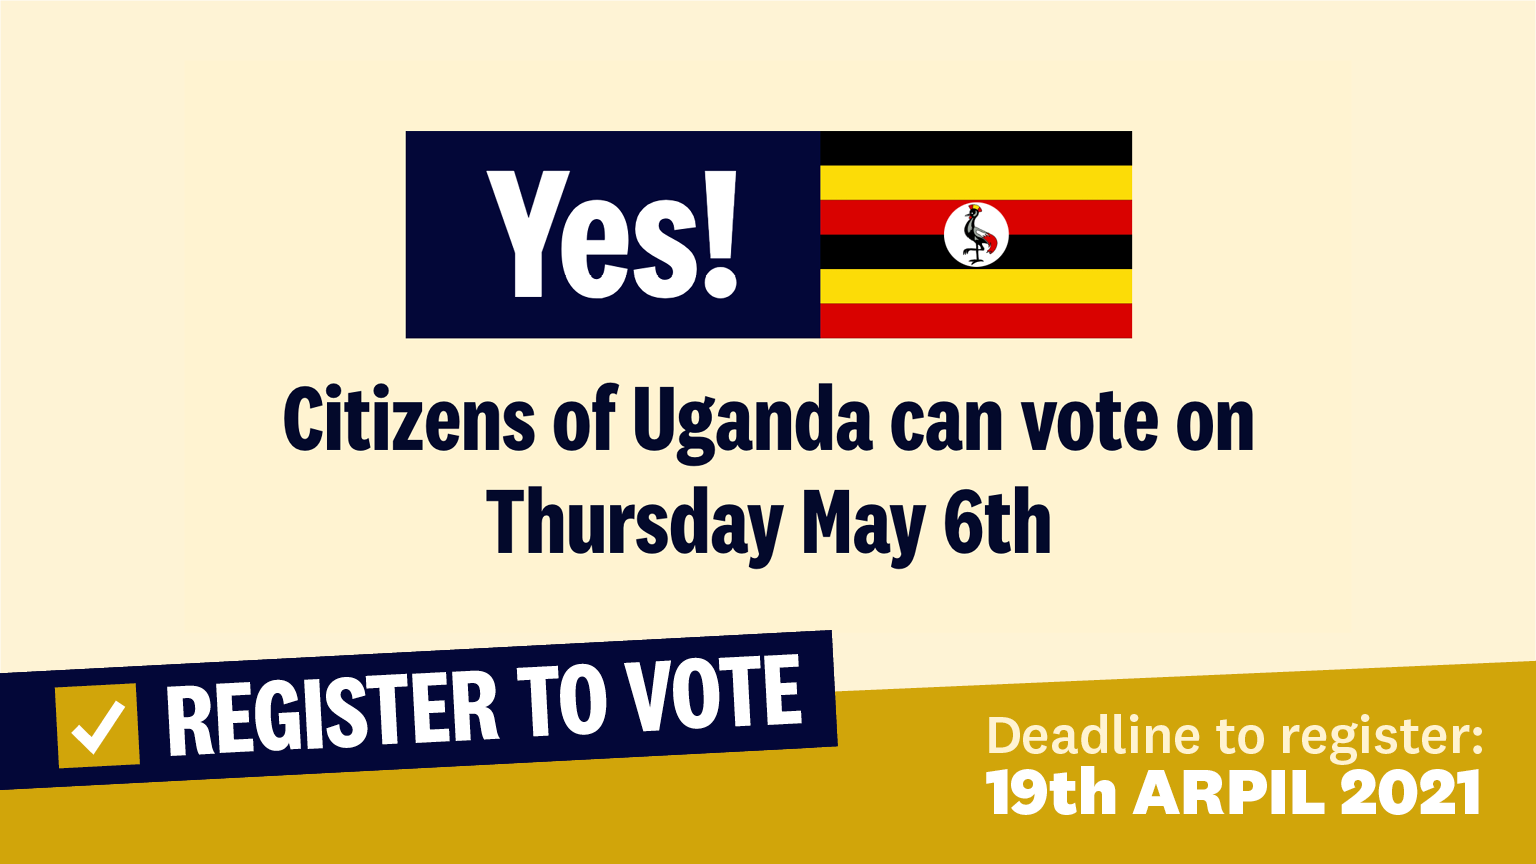 Yes!
Citizens of Uganda can vote on
Thursday May 6th
REGISTER TO VOTE
Deadline to register:
19th ARPIL 2021